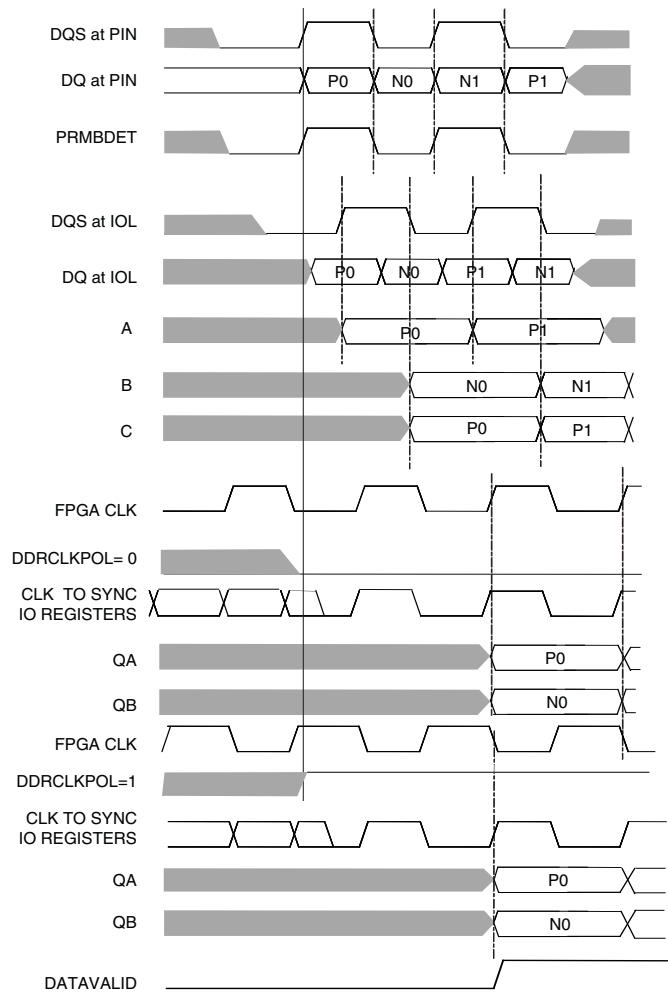 DQS at PIN
DQ at PIN P0 N0 N1 P1
PRMBDET
DQS at IOL
DQ at IOL P0 N0 P1 N1
A P0 P1
B N0 N1
C P0 P1
FPGA CLK
DDRCLKPOL= 0
CLK TO SYNC
IO REGISTERS
QA P0
QB N0
FPGA CLK
DDRCLKPOL=1
CLK TO SYNC
IO REGISTERS
QA P0
QB N0
DATAVALID